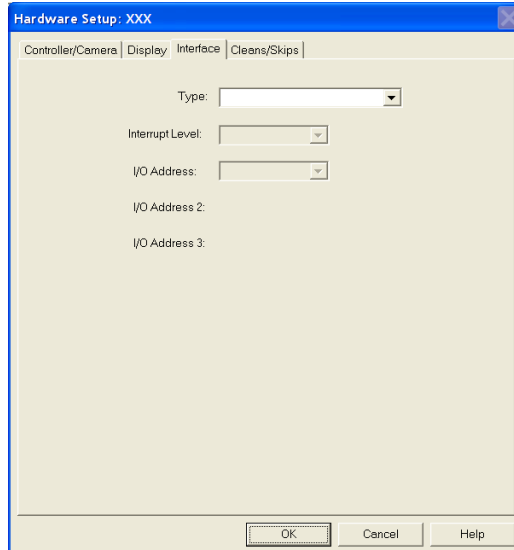 Hardware Setup: XXX
Controller/Camera Display Interface Cleans/Skips
Type:
Interrupt Level:
I/O Address:
I/O Address 2:
I/O Address 3:
OK Cancel Help